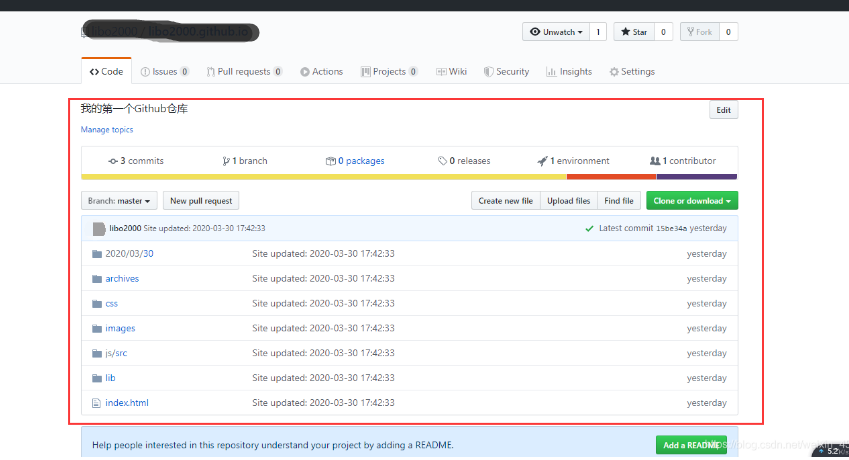 libo2000 / libo2000.github.io
Unwatch 1 Star 0 Fork 0
Code Issues 0 Pull requests 0 Actions Projects 0 Wiki Security Insights Settings
我的第一个Github仓库 Edit
Manage topics
3 commits 1 branch 0 packages 0 releases 1 environment 1 contributor
Branch: master New pull request Create new file Upload files Find file Clone or download
libo2000 Site updated: 2020-03-30 17:42:33 Latest commit 15be34a yesterday
2020/03/30 Site updated: 2020-03-30 17:42:33 yesterday
archives Site updated: 2020-03-30 17:42:33 yesterday
css Site updated: 2020-03-30 17:42:33 yesterday
images Site updated: 2020-03-30 17:42:33 yesterday
js/src Site updated: 2020-03-30 17:42:33 yesterday
lib Site updated: 2020-03-30 17:42:33 yesterday
index.html Site updated: 2020-03-30 17:42:33 yesterday
Help people interested in this repository understand your project by adding a README. Add a README